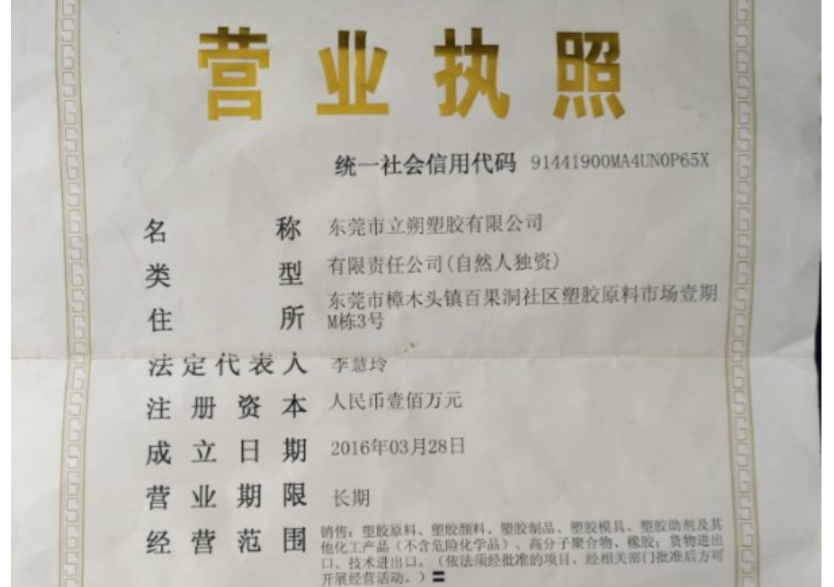 营业执照
统一社会信用代码 91441900MA4UN0P65X
名称 东莞市立朔塑胶有限公司
类型 有限责任公司(自然人独资)
住所 东莞市樟木头镇百果洞社区塑胶原料市场壹期
M栋3号
法定代表人 李慧玲
注册资本 人民币壹佰万元
成立日期 2016年03月28日
营业期限 长期
经营范围 销售：塑胶原料、塑胶颜料、塑胶制品、塑胶模具、塑胶助剂及其
他化工产品（不含危险化学品）、高分子聚合物、橡胶；货物进出
口、技术进出口。（依法须经批准的项目，经相关部门批准后方可
开展经营活动。）〓